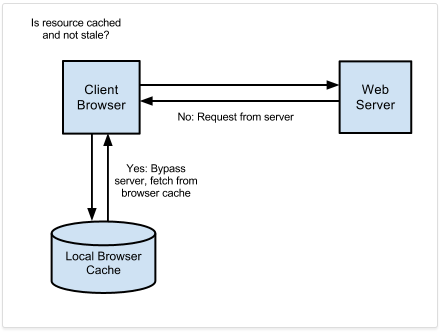 Is resource cached
and not stale?
Client
Browser
Web
Server
No: Request from server
Yes: Bypass
server, fetch from
browser cache
Local Browser
Cache